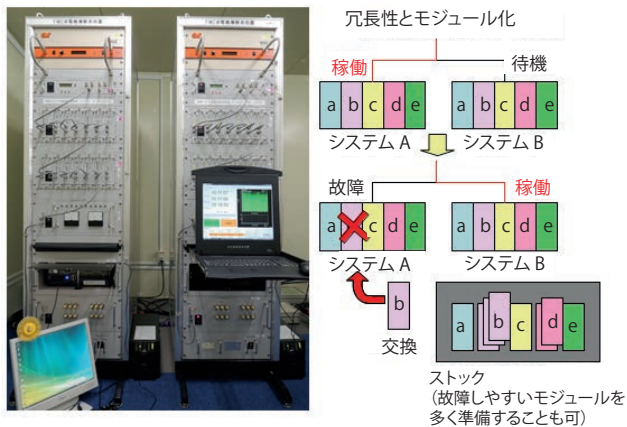 冗長性とモジュール化
稼働
待機
a b c d e
a b c d e
システム A
システム B
故障
稼働
a c d e
a b c d e
システム A
システム B
b
交換
a b c d e
ストック
（故障しやすいモジュールを
多く準備することも可）